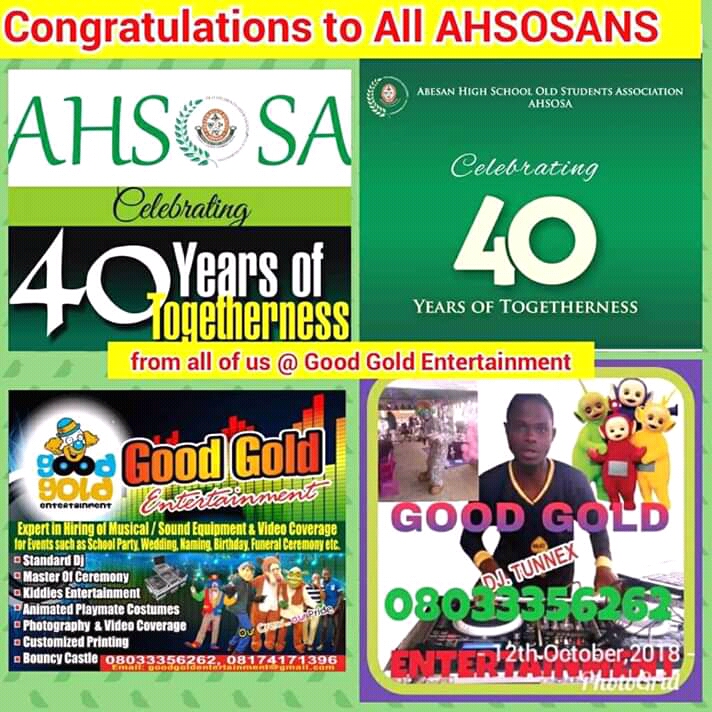 Congratulations to All AHSOSANS
AHSOSA
Celebrating
40 Years of
Togetherness
ABESAN HIGH SCHOOL OLD STUDENTS ASSOCIATION
AHSOSA
Celebrating
40
YEARS OF TOGETHERNESS
from all of us @ Good Gold Entertainment
good
gold
entertainment
Good Gold
Entertainment
Expert in Hiring of Musical / Sound Equipment & Video Coverage
for Events such as School Party, Wedding, Naming, Birthday, Funeral Ceremony etc.
Standard Dj
Master Of Ceremony
Kiddies Entertainment
Animated Playmate Costumes
Photography & Video Coverage
Customized Printing
Bouncy Castle
Our Crew...our Pride
08033356262, 08174171396
Email: goodgoldentertainment@gmail.com
GOOD GOLD
DJ. TUNNEX
08033356262
ENTERTAINMENT
- 12th October, 2018 -
PhotoGrid